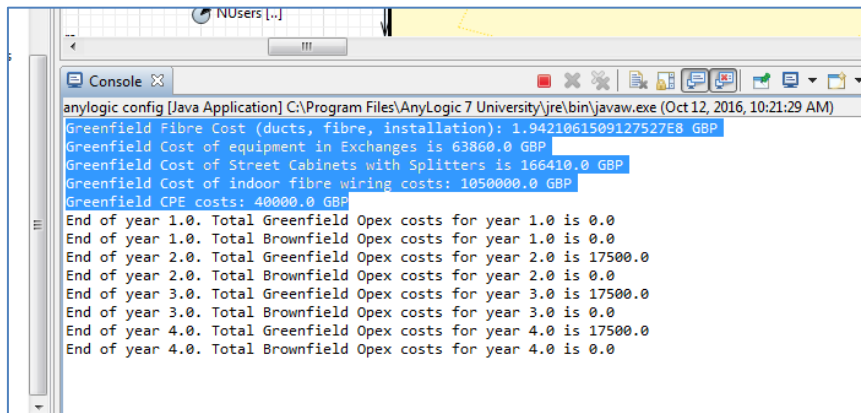 NUsers [..]
Console
anylogic config [Java Application] C:\Program Files\AnyLogic 7 University\jre\bin\javaw.exe (Oct 12, 2016, 10:21:29 AM)
Greenfield Fibre Cost (ducts, fibre, installation): 1.9421061509127527E8 GBP
Greenfield Cost of equipment in Exchanges is 63860.0 GBP
Greenfield Cost of Street Cabinets with Splitters is 166410.0 GBP
Greenfield Cost of indoor fibre wiring costs: 1050000.0 GBP
Greenfield CPE costs: 40000.0 GBP
End of year 1.0. Total Greenfield Opex costs for year 1.0 is 0.0
End of year 1.0. Total Brownfield Opex costs for year 1.0 is 0.0
End of year 2.0. Total Greenfield Opex costs for year 2.0 is 17500.0
End of year 2.0. Total Brownfield Opex costs for year 2.0 is 0.0
End of year 3.0. Total Greenfield Opex costs for year 3.0 is 17500.0
End of year 3.0. Total Brownfield Opex costs for year 3.0 is 0.0
End of year 4.0. Total Greenfield Opex costs for year 4.0 is 17500.0
End of year 4.0. Total Brownfield Opex costs for year 4.0 is 0.0